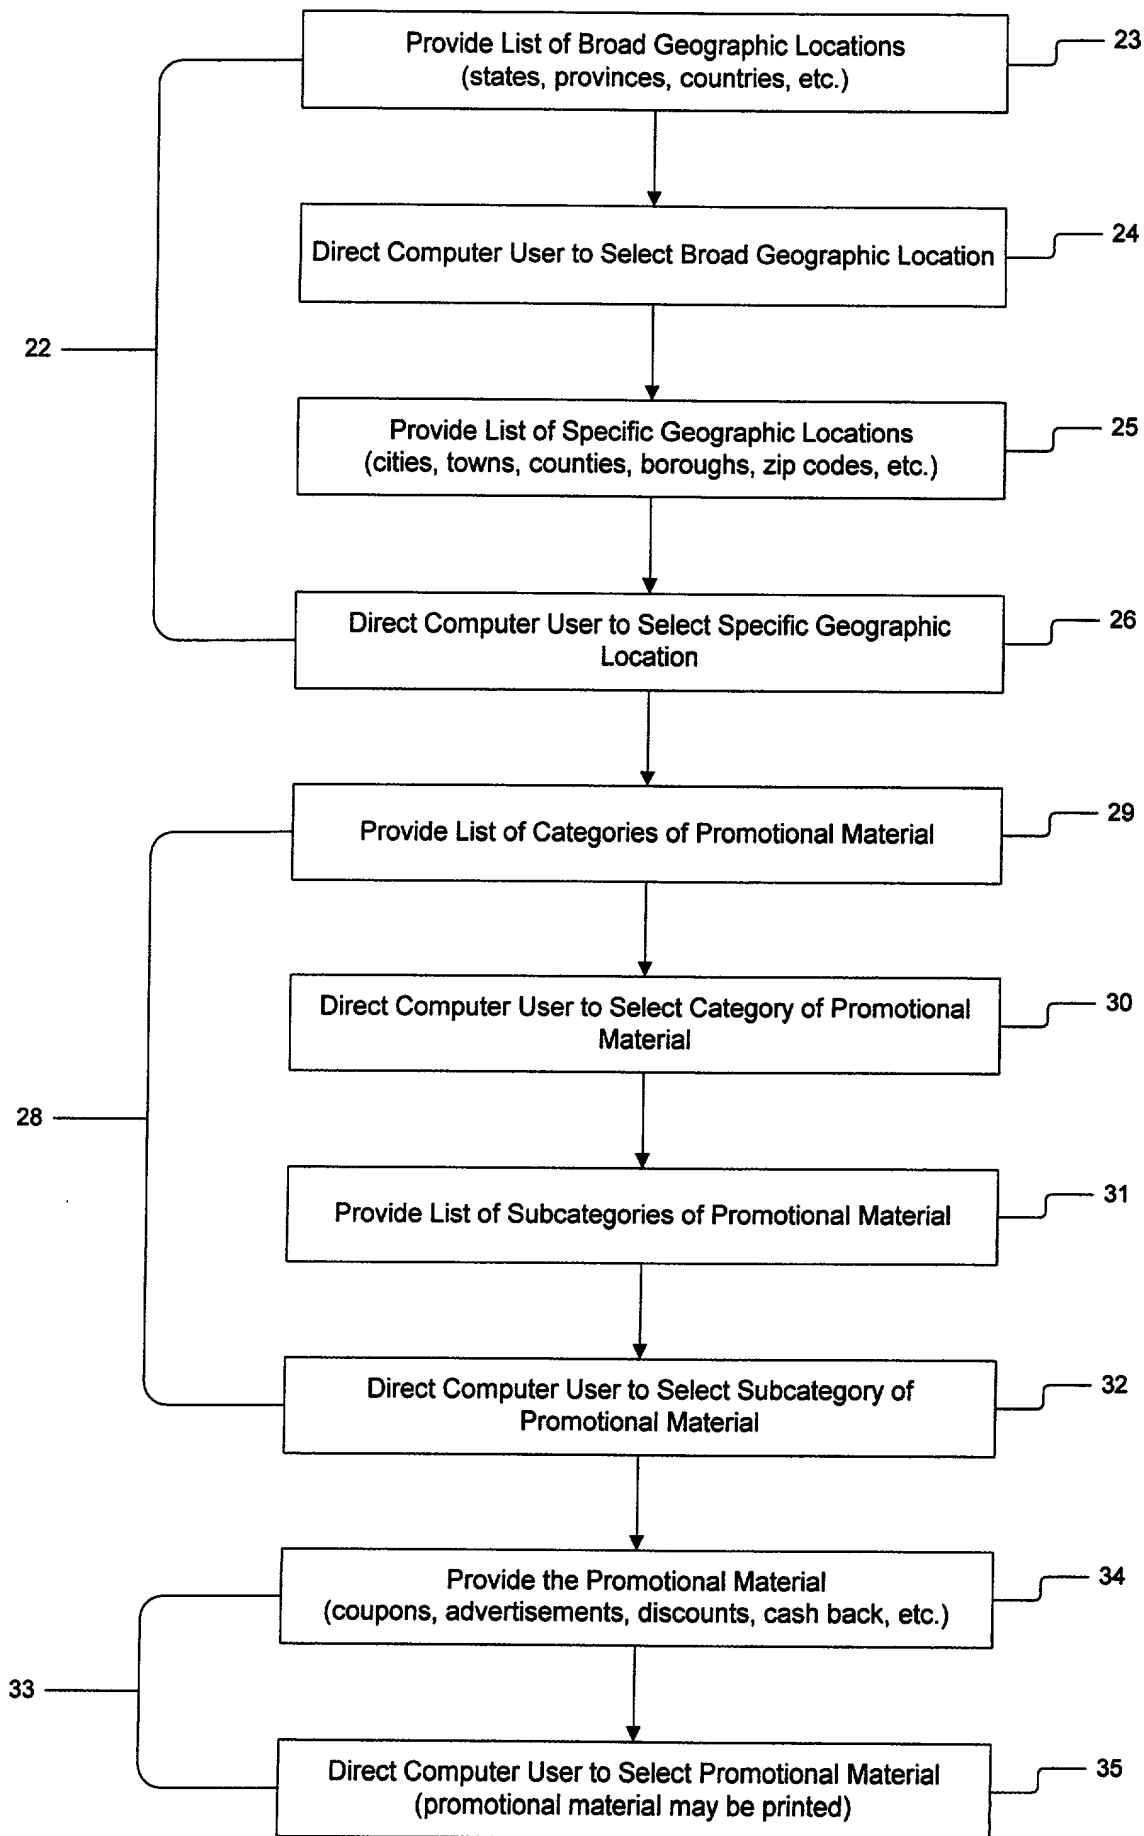 Provide List of Broad Geographic Locations
(states, provinces, countries, etc.)
23
Direct Computer User to Select Broad Geographic Location
24
22
Provide List of Specific Geographic Locations
(cities, towns, counties, boroughs, zip codes, etc.)
25
Direct Computer User to Select Specific Geographic
Location
26
Provide List of Categories of Promotional Material
29
Direct Computer User to Select Category of Promotional
Material
30
28
Provide List of Subcategories of Promotional Material
31
Direct Computer User to Select Subcategory of
Promotional Material
32
Provide the Promotional Material
(coupons, advertisements, discounts, cash back, etc.)
34
33
Direct Computer User to Select Promotional Material
(promotional material may be printed)
35